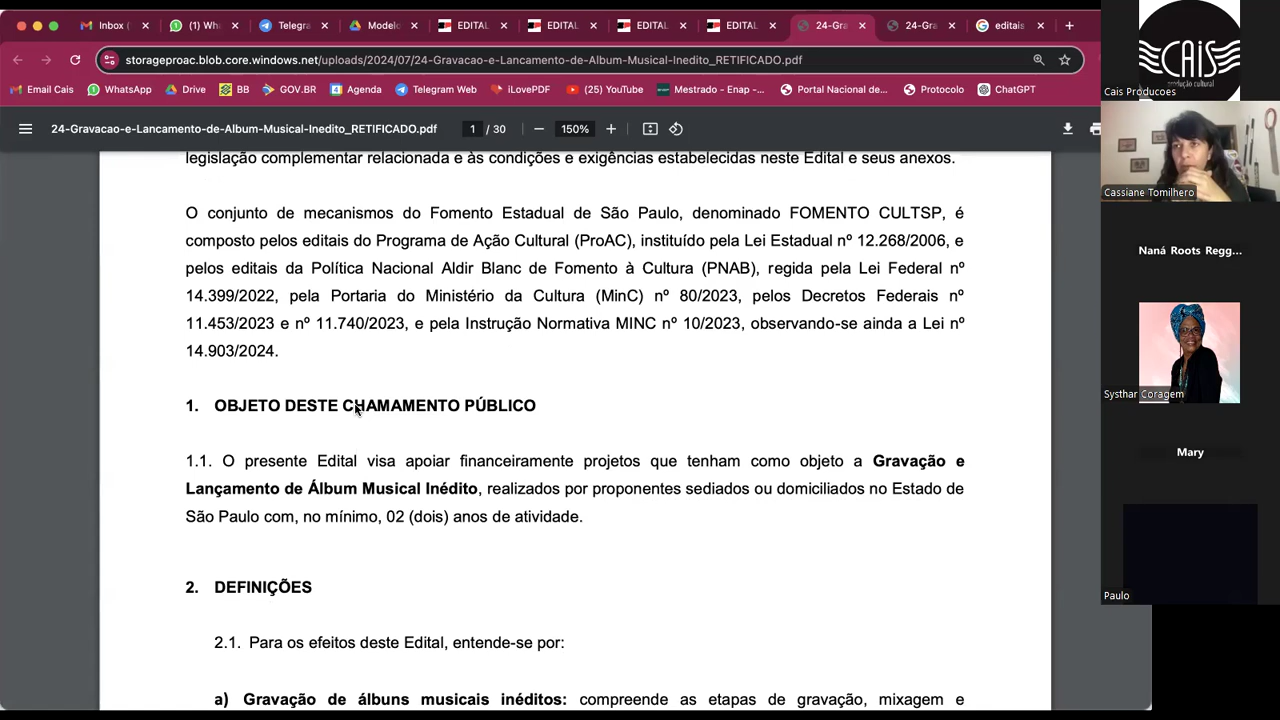 Inbox (
(1) Wh
Telegra
Modelo
EDITAL
EDITAL
EDITAL
EDITAL
24-Gra
24-Gra
editais
storageproac.blob.core.windows.net/uploads/2024/07/24-Gravacao-e-Lancamento-de-Album-Musical-Inedito_RETIFICADO.pdf
Email Cais
WhatsApp
Drive
BB
GOV.BR
Agenda
Telegram Web
iLovePDF
(25) YouTube
Mestrado - Enap -...
Portal Nacional de...
Protocolo
ChatGPT
24-Gravacao-e-Lancamento-de-Album-Musical-Inedito_RETIFICADO.pdf
1 / 30
150%
legislação complementar relacionada e às condições e exigências estabelecidas neste Edital e seus anexos.
O conjunto de mecanismos do Fomento Estadual de São Paulo, denominado FOMENTO CULTSP, é
composto pelos editais do Programa de Ação Cultural (ProAC), instituído pela Lei Estadual nº 12.268/2006, e
pelos editais da Política Nacional Aldir Blanc de Fomento à Cultura (PNAB), regida pela Lei Federal nº
14.399/2022, pela Portaria do Ministério da Cultura (MinC) nº 80/2023, pelos Decretos Federais nº
11.453/2023 e nº 11.740/2023, e pela Instrução Normativa MINC nº 10/2023, observando-se ainda a Lei nº
14.903/2024.
1. OBJETO DESTE CHAMAMENTO PÚBLICO
1.1. O presente Edital visa apoiar financeiramente projetos que tenham como objeto a Gravação e
Lançamento de Álbum Musical Inédito, realizados por proponentes sediados ou domiciliados no Estado de
São Paulo com, no mínimo, 02 (dois) anos de atividade.
2. DEFINIÇÕES
2.1. Para os efeitos deste Edital, entende-se por:
a) Gravação de álbuns musicais inéditos: compreende as etapas de gravação, mixagem e
CAIS
produção cultural
Cais Producoes
Cassiane Tomilhero
Naná Roots Regg...
Systhar Coragem
Mary
Paulo